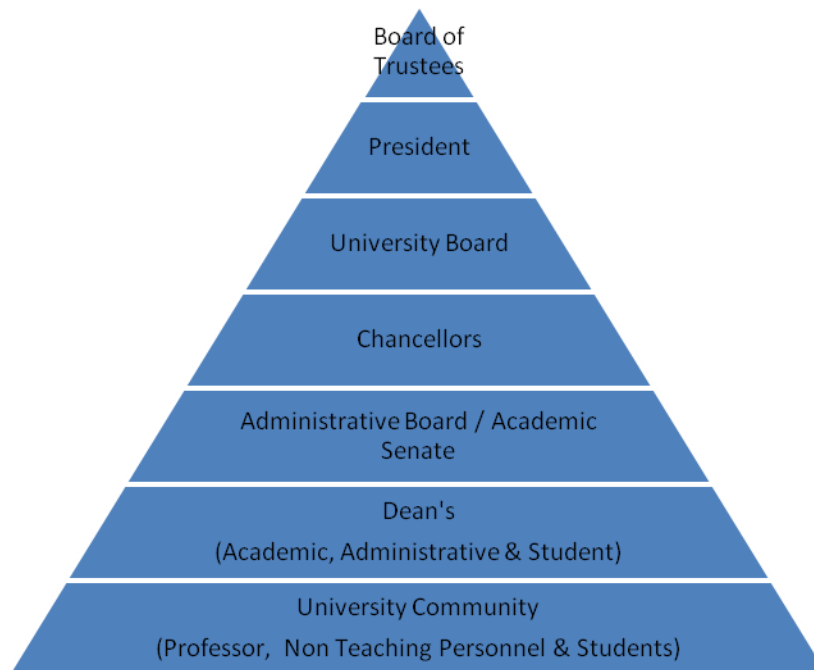 Board of
Trustees
President
University Board
Chancellors
Administrative Board / Academic
Senate
Dean's
(Academic, Administrative & Student)
University Community
(Professor,  Non Teaching Personnel & Students)